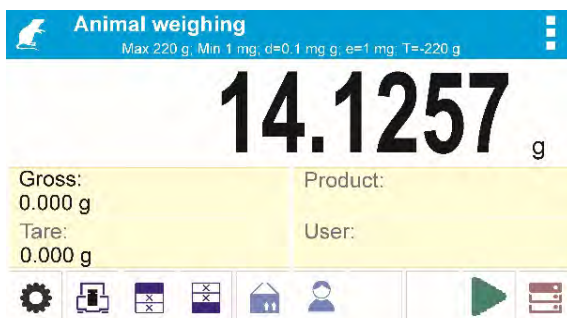 Animal weighing
Max 220 g; Min 1 mg; d=0.1 mg g; e=1 mg; T=-220 g
14.1257 g
Gross:
0.000 g
Product:
Tare:
0.000 g
User: